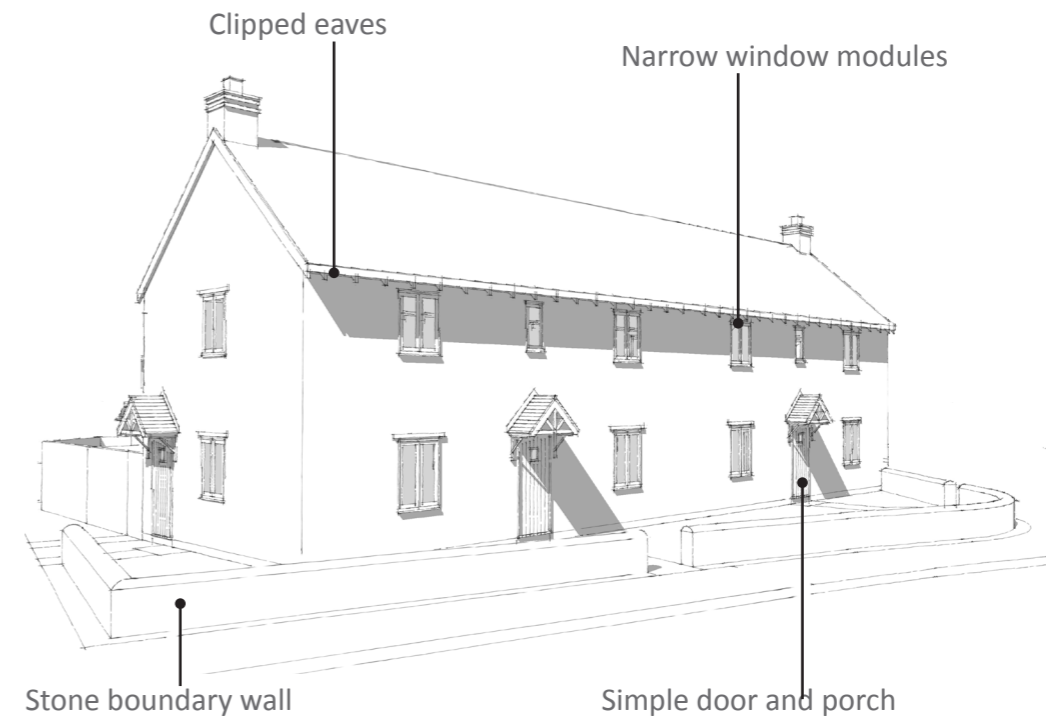 Clipped eaves
Narrow window modules
Stone boundary wall
Simple door and porch